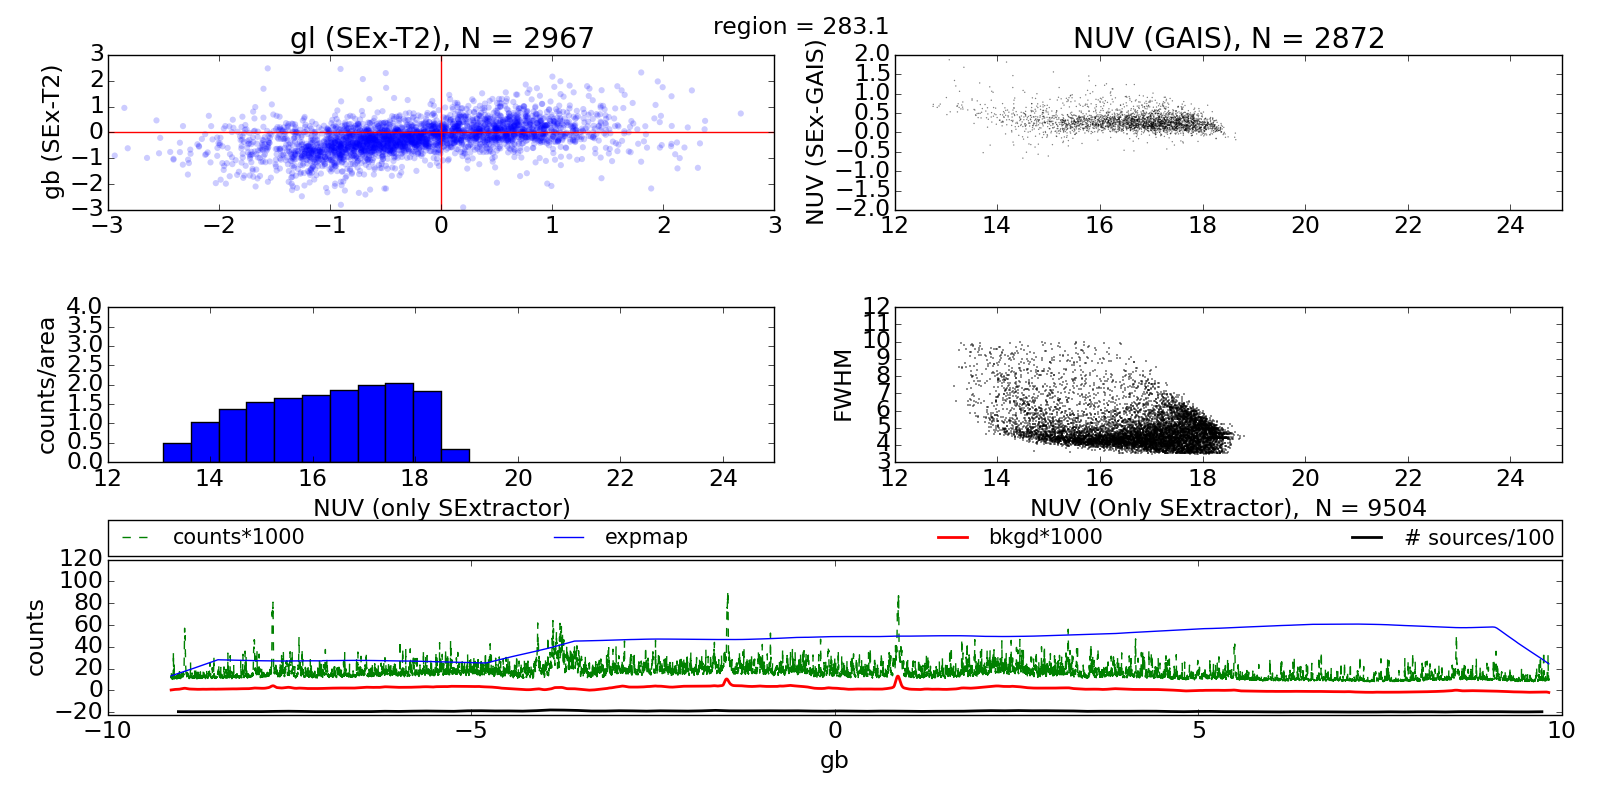 region = 283.1
gl (SEx-T2), N = 2967
gb (SEx-T2)
3
2
1
0
−1
−2
−3
−3 −2 −1 0 1 2 3
NUV (GAIS), N = 2872
NUV (SEx-GAIS)
2.0
1.5
1.0
0.5
0.0
−0.5
−1.0
−1.5
−2.0
12 14 16 18 20 22 24
counts/area
4.0
3.5
3.0
2.5
2.0
1.5
1.0
0.5
0.0
12 14 16 18 20 22 24
NUV (only SExtractor)
FWHM
12
11
10
9
8
7
6
5
4
3
12 14 16 18 20 22 24
NUV (Only SExtractor), N = 9504
counts*1000 expmap bkgd*1000 # sources/100
counts
120
100
80
60
40
20
0
−20
−10 −5 0 5 10
gb